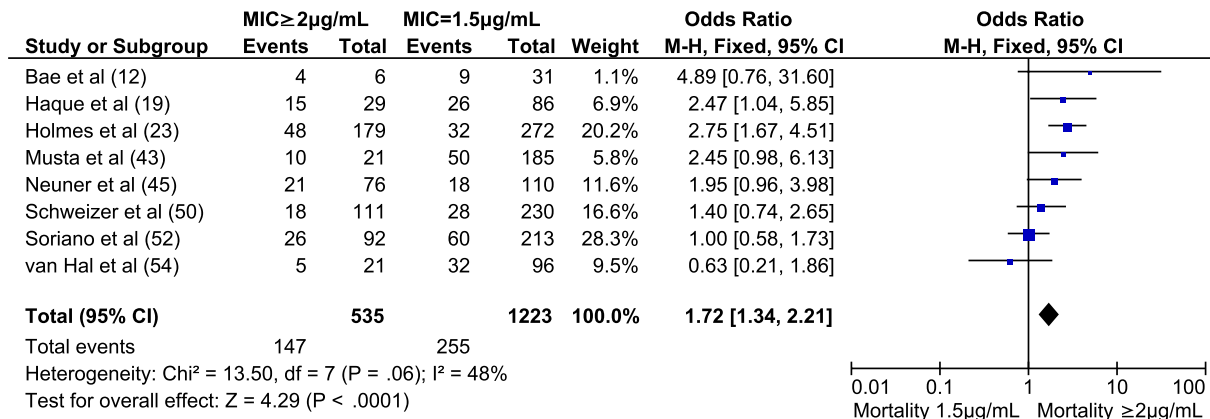 MIC≥2µg/mL MIC=1.5µg/mL Odds Ratio Odds Ratio
Study or Subgroup Events Total Events Total Weight M-H, Fixed, 95% CI M-H, Fixed, 95% CI
Bae et al (12) 4 6 9 31 1.1% 4.89 [0.76, 31.60]
Haque et al (19) 15 29 26 86 6.9% 2.47 [1.04, 5.85]
Holmes et al (23) 48 179 32 272 20.2% 2.75 [1.67, 4.51]
Musta et al (43) 10 21 50 185 5.8% 2.45 [0.98, 6.13]
Neuner et al (45) 21 76 18 110 11.6% 1.95 [0.96, 3.98]
Schweizer et al (50) 18 111 28 230 16.6% 1.40 [0.74, 2.65]
Soriano et al (52) 26 92 60 213 28.3% 1.00 [0.58, 1.73]
van Hal et al (54) 5 21 32 96 9.5% 0.63 [0.21, 1.86]
Total (95% CI) 535 1223 100.0% 1.72 [1.34, 2.21]
Total events 147 255
Heterogeneity: Chi² = 13.50, df = 7 (P = .06); I² = 48%
Test for overall effect: Z = 4.29 (P < .0001)
0.01 0.1 1 10 100
Mortality 1.5µg/mL Mortality ≥2µg/mL